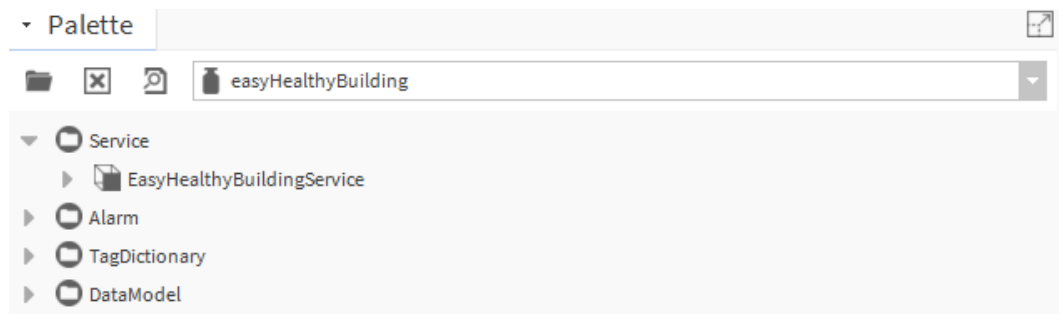 Palette
easyHealthyBuilding
Service
EasyHealthyBuildingService
Alarm
TagDictionary
DataModel